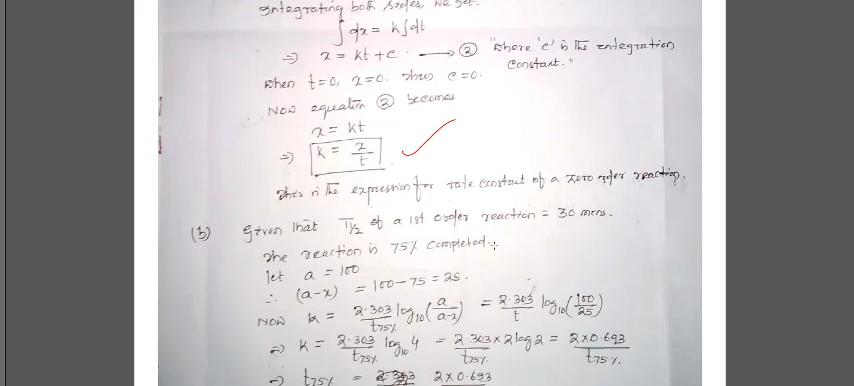 Integrating both sides we get.
∫dx = k∫dt
⇒ x = kt + c. ⟶ ② "Where 'c' is the integration constant."
When t=0, x=0. Thus c=0.
Now equation ② becomes
x = kt
⇒ k = x/t
This is the expression for rate constant of a zero order reaction.
(b) Given that T1/2 of a 1st order reaction = 30 mins.
The reaction is 75% completed.
let a = 100
∴ (a-x) = 100-75 = 25.
Now k = 2.303/t75% log10(a/a-x) = 2.303/t log10(100/25)
⇒ k = 2.303/t75% log10 4 = 2.303×2log2/t75% = 2×0.693/t75%
⇒ t75% = 2×0.693